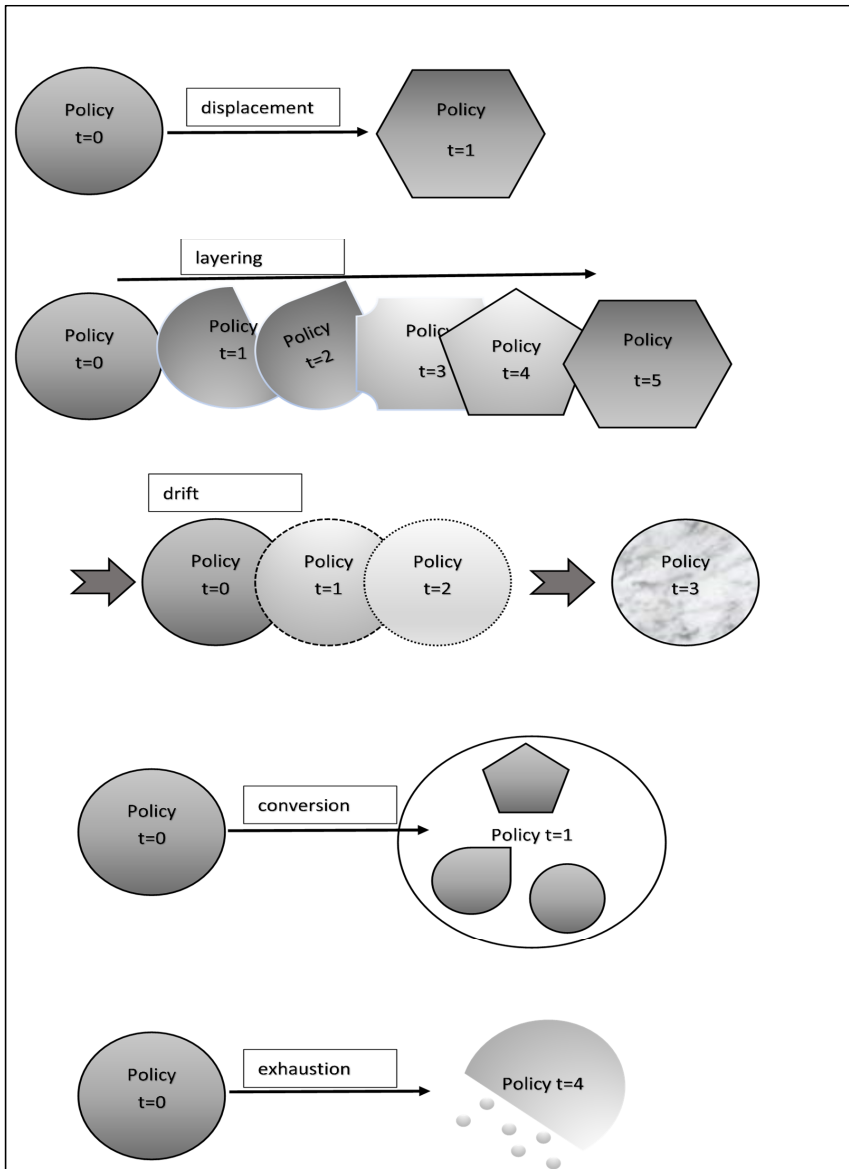 Policy
t=0
displacement
Policy
t=1
layering
Policy
t=0
Policy
t=1
Policy
t=2
Policy
t=3
Policy
t=4
Policy
t=5
drift
Policy
t=0
Policy
t=1
Policy
t=2
Policy
t=3
Policy
t=0
conversion
Policy t=1
Policy
t=0
exhaustion
Policy t=4